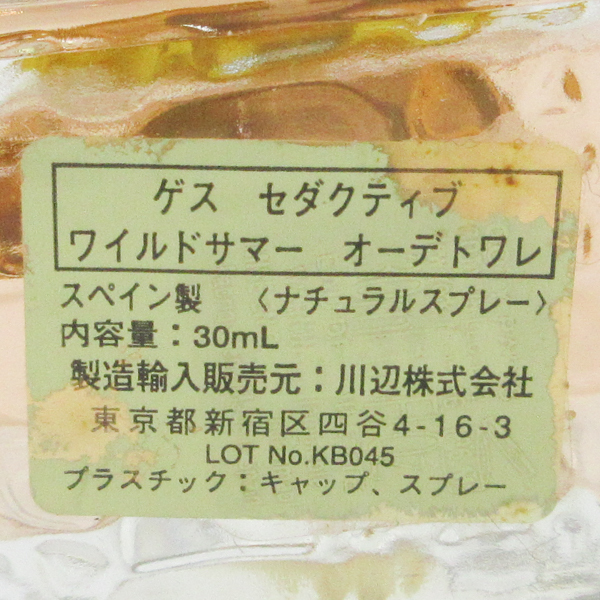 ゲス　セダクティブ
ワイルドサマー　オーデトワレ
スペイン製　〈ナチュラルスプレー〉
内容量：30mL
製造輸入販売元：川辺株式会社
東京都新宿区四谷4-16-3
LOT No.KB045
プラスチック：キャップ、スプレー